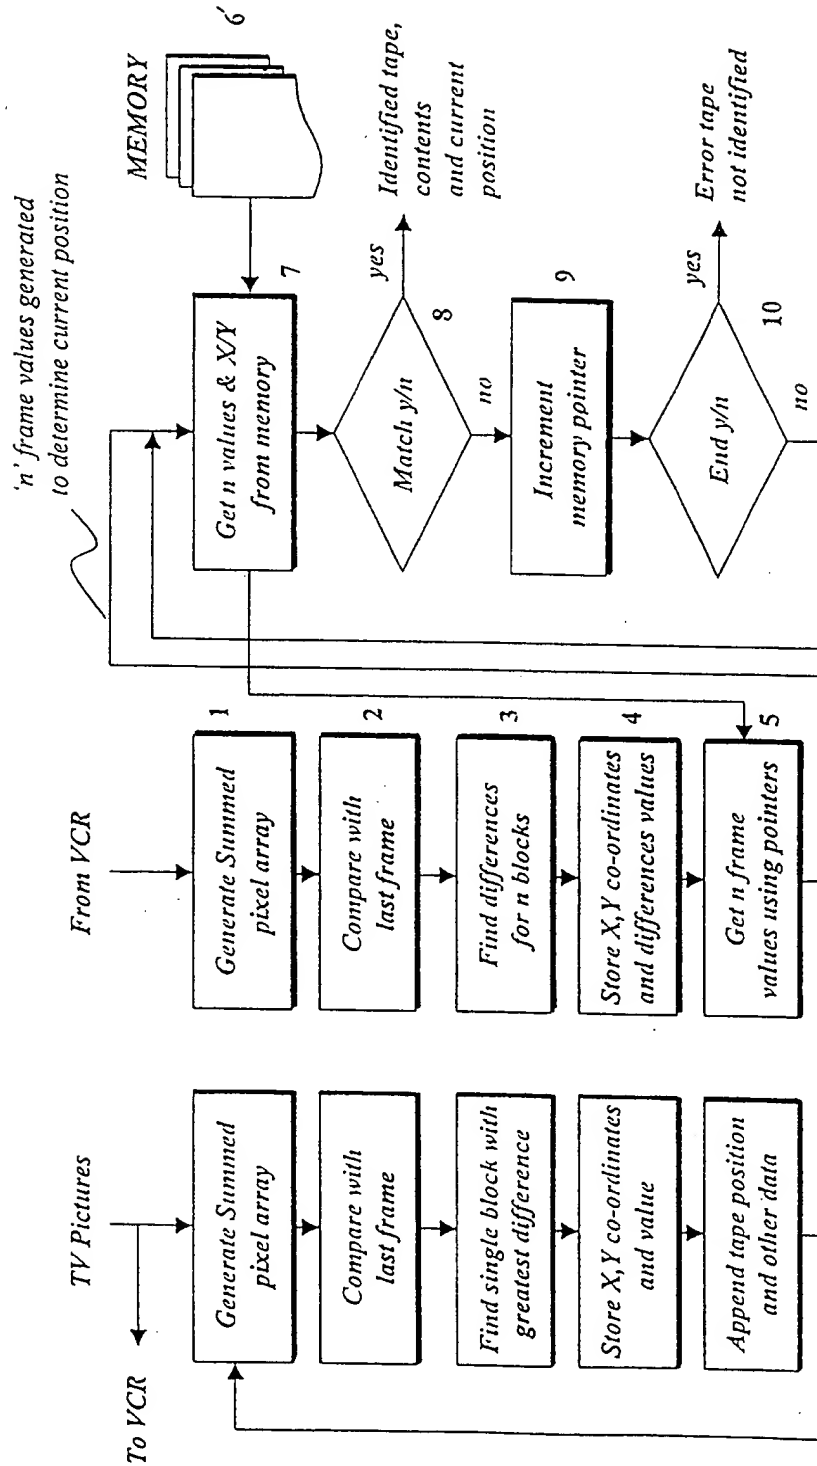 To VCR
TV Pictures
Generate Summed
pixel array
Compare with
last frame
Find single block with
greatest difference
Store X,Y co-ordinates
and value
Append tape position
and other data
From VCR
Generate Summed
pixel array
1
Compare with
last frame
2
Find differences
for n blocks
3
Store X,Y co-ordinates
and differences values
4
Get n frame
values using pointers
5
'n' frame values generated
to determine current position
MEMORY
6'
Get n values & X/Y
from memory
7
Match y/n
8
yes
Identified tape,
contents
and current
position
no
Increment
memory pointer
9
End y/n
10
yes
Error tape
not identified
no